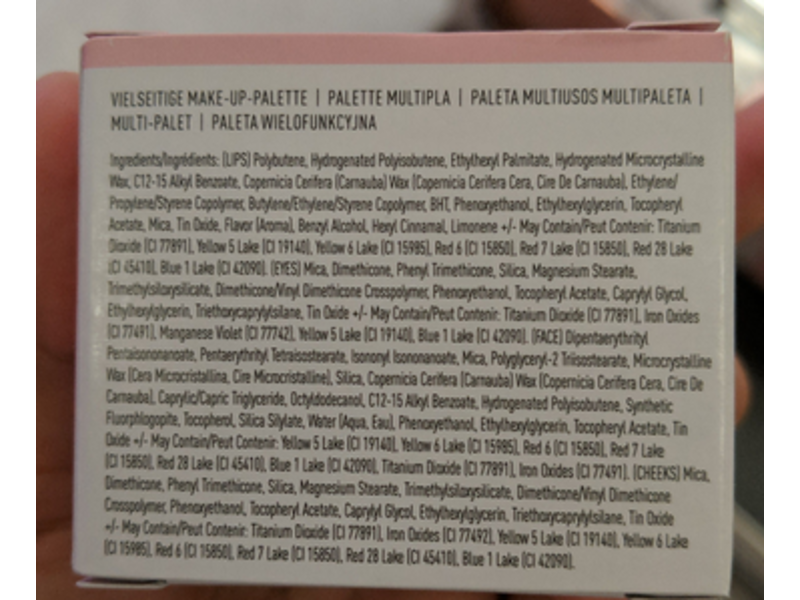 VIELSEITIGE MAKE-UP-PALETTE | PALETTE MULTIPLA | PALETA MULTIUSOS MULTIPALETA |
MULTI-PALET | PALETA WIELOFUNKCYJNA
Ingredients/Ingrédients: (LIPS) Polybutene, Hydrogenated Polyisobutene, Ethylhexyl Palmitate, Hydrogenated Microcrystalline
Wax, C12-15 Alkyl Benzoate, Copernicia Cerifera (Carnauba) Wax (Copernicia Cerifera Cera, Cire De Carnauba), Ethylene/
Propylene/Styrene Copolymer, Butylene/Ethylene/Styrene Copolymer, BHT, Phenoxyethanol, Ethylhexylglycerin, Tocopheryl
Acetate, Mica, Tin Oxide, Flavor (Aroma), Benzyl Alcohol, Hexyl Cinnamal, Limonene +/- May Contain/Peut Contenir: Titanium
Dioxide (CI 77891), Yellow 5 Lake (CI 19140), Yellow 6 Lake (CI 15985), Red 6 (CI 15850), Red 7 Lake (CI 15850), Red 28 Lake
(CI 45410), Blue 1 Lake (CI 42090). (EYES) Mica, Dimethicone, Phenyl Trimethicone, Silica, Magnesium Stearate,
Trimethylsiloxysilicate, Dimethicone/Vinyl Dimethicone Crosspolymer, Phenoxyethanol, Tocopheryl Acetate, Caprylyl Glycol,
Ethylhexylglycerin, Triethoxycaprylylsilane, Tin Oxide +/- May Contain/Peut Contenir: Titanium Dioxide (CI 77891), Iron Oxides
(CI 77491), Manganese Violet (CI 77742), Yellow 5 Lake (CI 19140), Blue 1 Lake (CI 42090). (FACE) Dipentaerythrityl
Pentaisononanoate, Pentaerythrityl Tetraisostearate, Isononyl Isononanoate, Mica, Polyglyceryl-2 Triisostearate, Microcrystalline
Wax (Cera Microcristallina, Cire Microcristalline), Silica, Copernicia Cerifera (Carnauba) Wax (Copernicia Cerifera Cera, Cire De
Carnauba), Caprylic/Capric Triglyceride, Octyldodecanol, C12-15 Alkyl Benzoate, Hydrogenated Polyisobutene, Synthetic
Fluorphlogopite, Tocopherol, Silica Silylate, Water (Aqua, Eau), Phenoxyethanol, Ethylhexylglycerin, Tocopheryl Acetate, Tin
Oxide +/- May Contain/Peut Contenir: Yellow 5 Lake (CI 19140), Yellow 6 Lake (CI 15985), Red 6 (CI 15850), Red 7 Lake
(CI 15850), Red 28 Lake (CI 45410), Blue 1 Lake (CI 42090), Titanium Dioxide (CI 77891), Iron Oxides (CI 77491). (CHEEKS) Mica,
Dimethicone, Phenyl Trimethicone, Silica, Magnesium Stearate, Trimethylsiloxysilicate, Dimethicone/Vinyl Dimethicone
Crosspolymer, Phenoxyethanol, Tocopheryl Acetate, Caprylyl Glycol, Ethylhexylglycerin, Triethoxycaprylylsilane, Tin Oxide
+/- May Contain/Peut Contenir: Titanium Dioxide (CI 77891), Iron Oxides (CI 77492), Yellow 5 Lake (CI 19140), Yellow 6 Lake
(CI 15985), Red 6 (CI 15850), Red 7 Lake (CI 15850), Red 28 Lake (CI 45410), Blue 1 Lake (CI 42090).